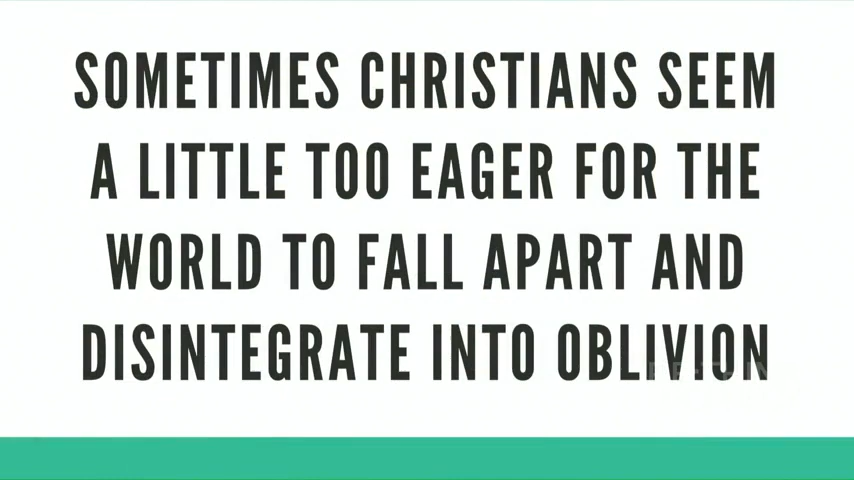 SOMETIMES CHRISTIANS SEEM
A LITTLE TOO EAGER FOR THE
WORLD TO FALL APART AND
DISINTEGRATE INTO OBLIVION